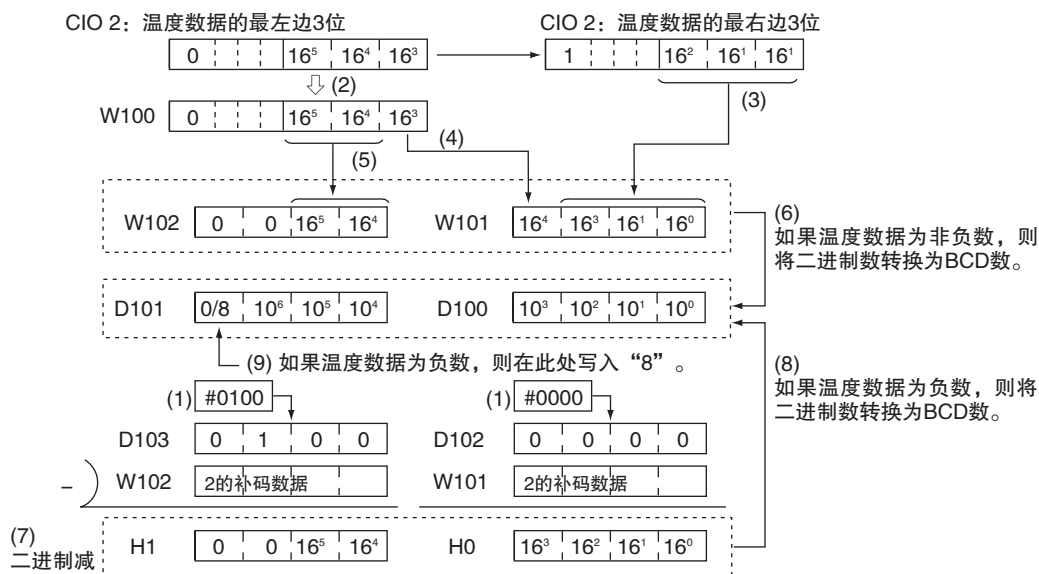 CIO 2：温度数据的最左边3位 CIO 2：温度数据的最右边3位
0 16⁵ 16⁴ 16³ 1 16² 16¹ 16¹
(2) (3)
W100 0 16⁵ 16⁴ 16³
(5) (4)
W102 0 0 16⁵ 16⁴ W101 16⁴ 16³ 16¹ 16⁰
(6)
如果温度数据为非负数，则
将二进制数转换为BCD数。
D101 0/8 10⁶ 10⁵ 10⁴ D100 10³ 10² 10¹ 10⁰
(9) 如果温度数据为负数，则在此处写入“8”。
(8)
如果温度数据为负数，则将
二进制数转换为BCD数。
(1) #0100 (1) #0000
D103 0 1 0 0 D102 0 0 0 0
− W102 2的补码数据 W101 2的补码数据
(7)
二进制减
H1 0 0 16⁵ 16⁴ H0 16³ 16² 16¹ 16⁰